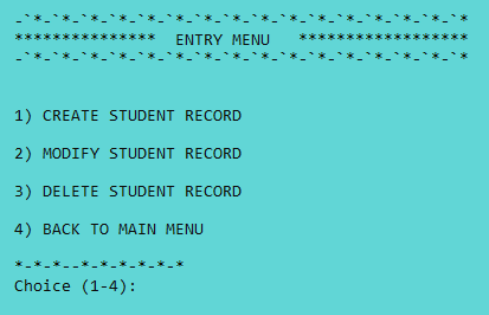 -`*-`*-`*-`*-`*-`*-`*-`*-`*-`*-`*-`*-`*-`*-`*-`*
***************  ENTRY MENU   ******************
-`*-`*-`*-`*-`*-`*-`*-`*-`*-`*-`*-`*-`*-`*-`*-`*
1) CREATE STUDENT RECORD
2) MODIFY STUDENT RECORD
3) DELETE STUDENT RECORD
4) BACK TO MAIN MENU
*-*-*--*-*-*-*-*-*
Choice (1-4):